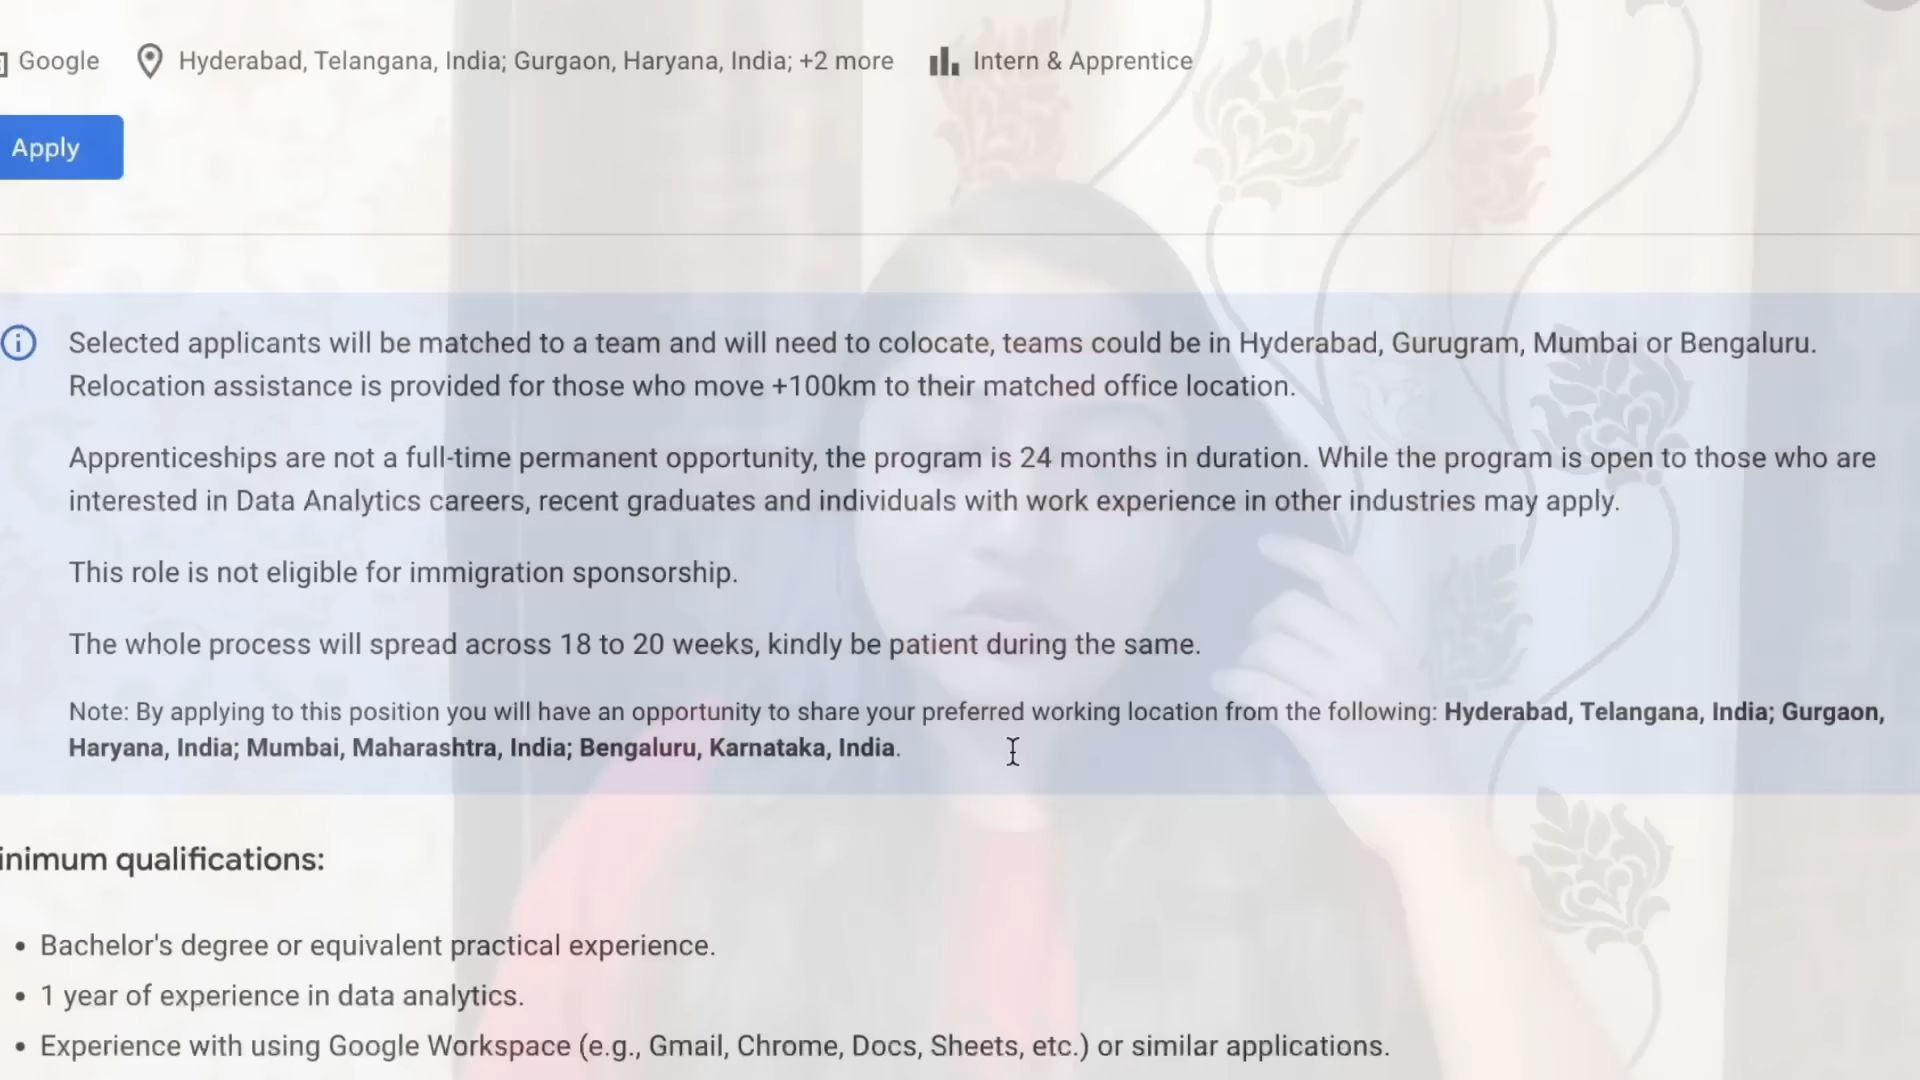 Google Hyderabad, Telangana, India; Gurgaon, Haryana, India; +2 more Intern & Apprentice
Apply
Selected applicants will be matched to a team and will need to colocate, teams could be in Hyderabad, Gurugram, Mumbai or Bengaluru.
Relocation assistance is provided for those who move +100km to their matched office location.
Apprenticeships are not a full-time permanent opportunity, the program is 24 months in duration. While the program is open to those who are
interested in Data Analytics careers, recent graduates and individuals with work experience in other industries may apply.
This role is not eligible for immigration sponsorship.
The whole process will spread across 18 to 20 weeks, kindly be patient during the same.
Note: By applying to this position you will have an opportunity to share your preferred working location from the following: Hyderabad, Telangana, India; Gurgaon,
Haryana, India; Mumbai, Maharashtra, India; Bengaluru, Karnataka, India.
inimum qualifications:
• Bachelor's degree or equivalent practical experience.
• 1 year of experience in data analytics.
• Experience with using Google Workspace (e.g., Gmail, Chrome, Docs, Sheets, etc.) or similar applications.